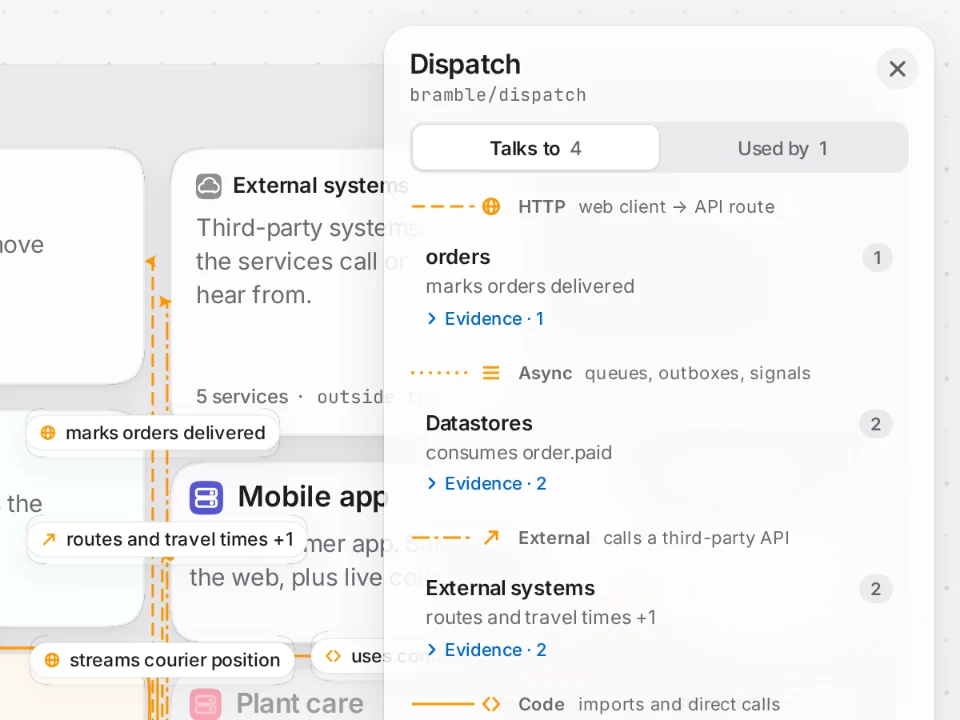 Dispatch
bramble/dispatch
Talks to 4
Used by 1
HTTP web client → API route
orders 1
marks orders delivered
Evidence · 1
Async queues, outboxes, signals
Datastores 2
consumes order.paid
Evidence · 2
External calls a third-party API
External systems 2
routes and travel times +1
Evidence · 2
Code imports and direct calls
the
External systems
Third-party systems
the services call or
hear from.
5 services · outside the
marks orders delivered
Mobile app
routes and travel times +1
mer app.
the web, plus live
streams courier position
uses
Plant care